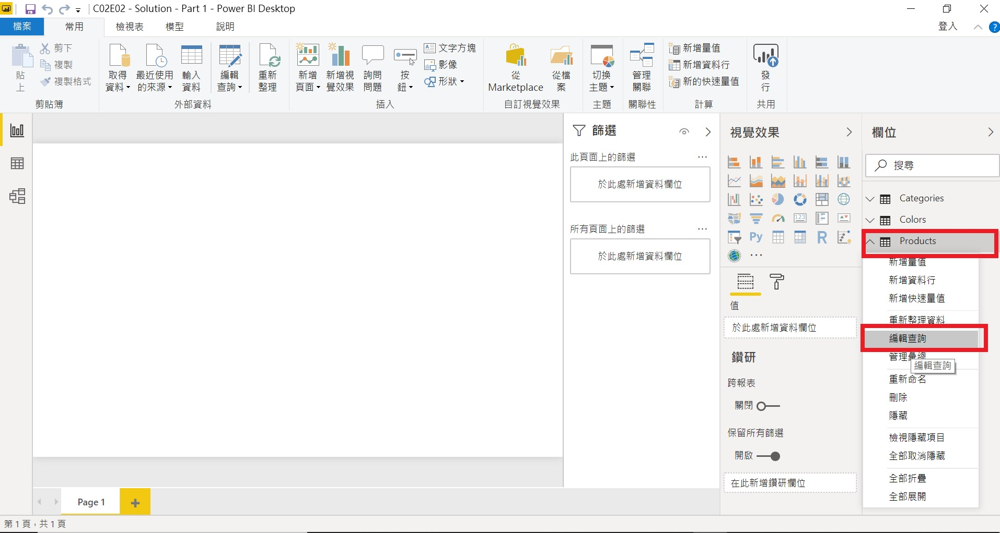 C02E02 - Solution - Part 1 - Power BI Desktop
檔案
常用
檢視表
模型
說明
登入
?
貼上
剪下
複製
複製格式
剪貼簿
取得
資料
最近使用
的來源
輸入
資料
編輯
查詢
重新
整理
外部資料
新增
頁面
新增視
覺效果
詢問
問題
按
鈕
文字方塊
影像
形狀
插入
從
Marketplace
從檔
案
自訂視覺效果
切換
主題
主題
管理
關聯
關聯性
新增量值
新增資料行
新的快速量值
計算
發
行
共用
篩選
此頁面上的篩選
...
於此處新增資料欄位
所有頁面上的篩選
...
於此處新增資料欄位
視覺效果
123
Py
R
...
值
於此處新增資料欄位
鑽研
跨報表
關閉
保留所有篩選
開啟
在此新增鑽研欄位
欄位
搜尋
Categories
Colors
Products
新增量值
新增資料行
新增快速量值
重新整理資料
編輯查詢
管理彙總
編輯查詢
重新命名
刪除
隱藏
檢視隱藏項目
全部取消隱藏
全部折疊
全部展開
Page 1
第 1 頁，共 1 頁